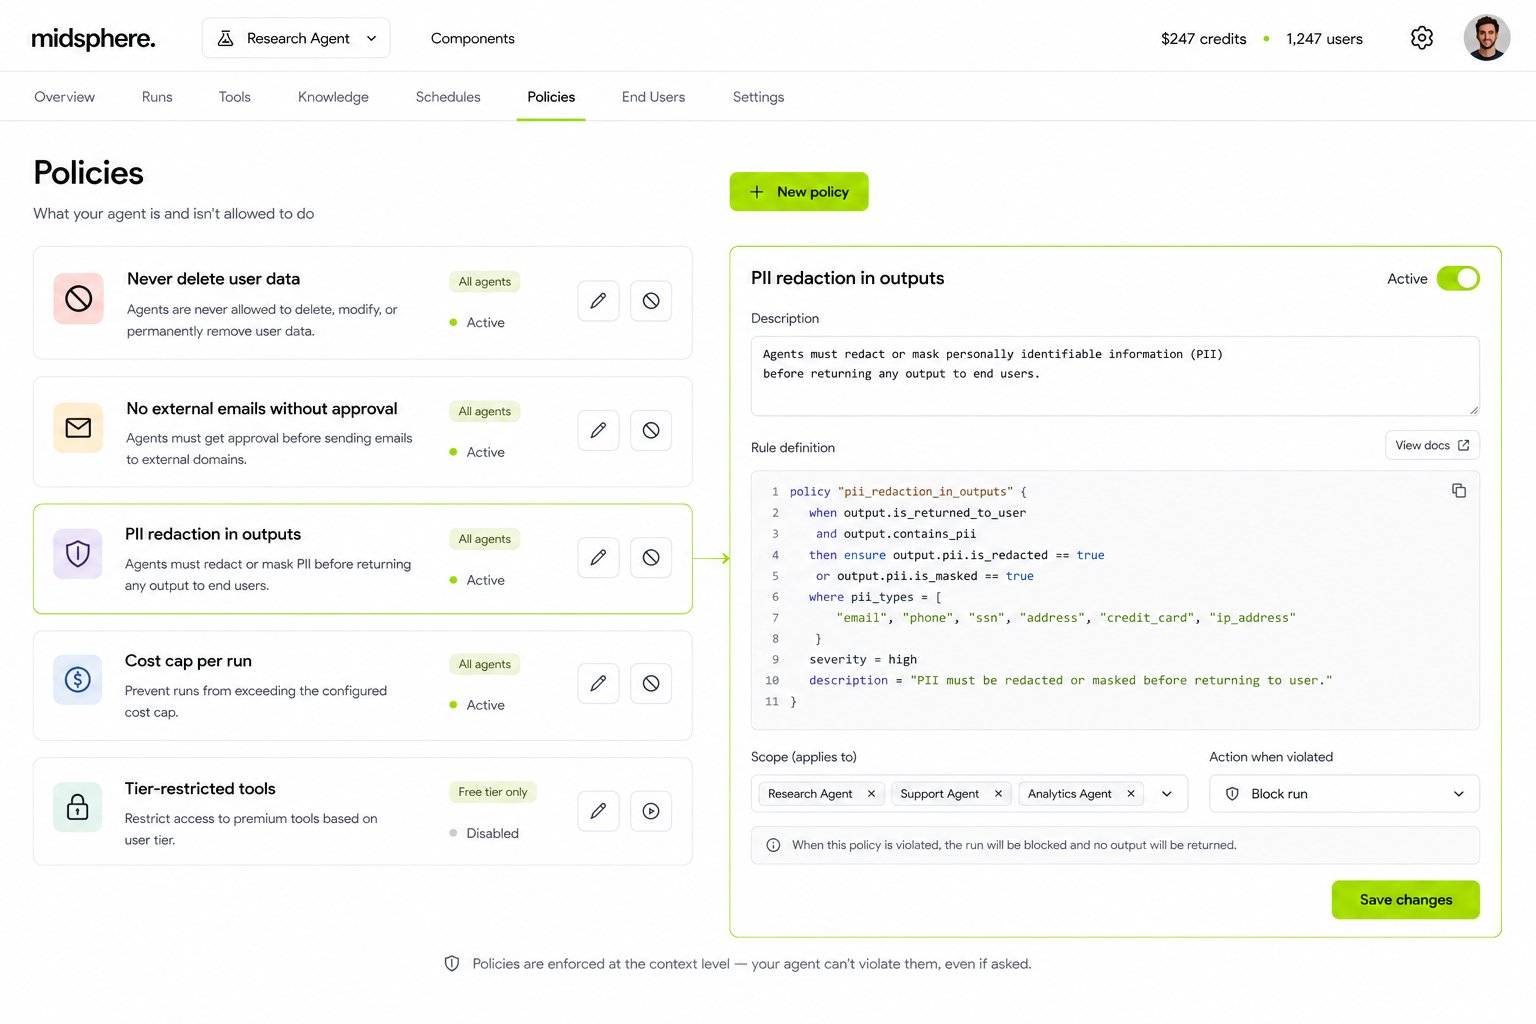 midsphere.
Research Agent
Components
$247 credits
1,247 users
Overview
Runs
Tools
Knowledge
Schedules
Policies
End Users
Settings
Policies
What your agent is and isn't allowed to do
New policy
Never delete user data
Agents are never allowed to delete, modify, or
permanently remove user data.
All agents
Active
No external emails without approval
Agents must get approval before sending emails
to external domains.
All agents
Active
PII redaction in outputs
Agents must redact or mask PII before returning
any output to end users.
All agents
Active
Cost cap per run
Prevent runs from exceeding the configured
cost cap.
All agents
Active
Tier-restricted tools
Restrict access to premium tools based on
user tier.
Free tier only
Disabled
PII redaction in outputs
Active
Description
Agents must redact or mask personally identifiable information (PII)
before returning any output to end users.
Rule definition
View docs
1 policy "pii_redaction_in_outputs" {
2 when output.is_returned_to_user
3 and output.contains_pii
4 then ensure output.pii.is_redacted == true
5 or output.pii.is_masked == true
6 where pii_types = [
7 "email", "phone", "ssn", "address", "credit_card", "ip_address"
8 }
9 severity = high
10 description = "PII must be redacted or masked before returning to user."
11 }
Scope (applies to)
Research Agent
Support Agent
Analytics Agent
Action when violated
Block run
When this policy is violated, the run will be blocked and no output will be returned.
Save changes
Policies are enforced at the context level — your agent can't violate them, even if asked.